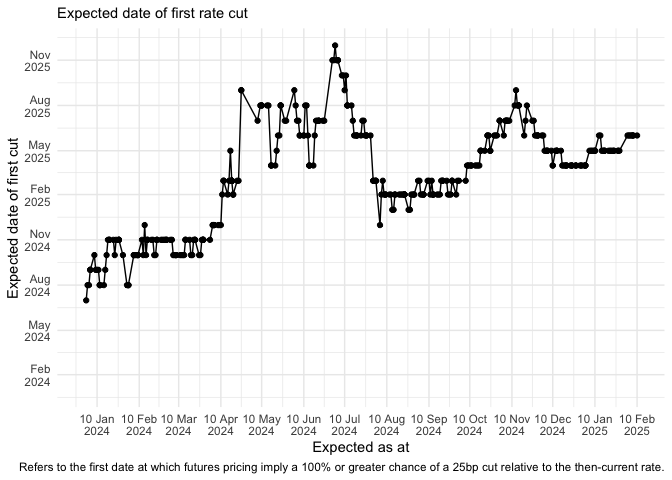 Expected date of first rate cut
Expected date of first cut
Nov
2025
Aug
2025
May
2025
Feb
2025
Nov
2024
Aug
2024
May
2024
Feb
2024
10 Jan 10 Feb 10 Mar 10 Apr 10 May 10 Jun 10 Jul 10 Aug 10 Sep 10 Oct 10 Nov 10 Dec 10 Jan 10 Feb
2024 2024 2024 2024 2024 2024 2024 2024 2024 2024 2024 2024 2025 2025
Expected as at
Refers to the first date at which futures pricing imply a 100% or greater chance of a 25bp cut relative to the then-current rate.